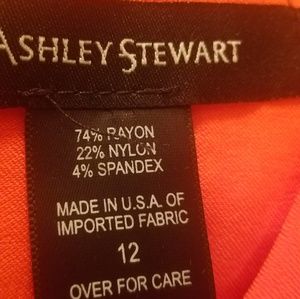 ASHLEY STEWART
74% RAYON
22% NYLON
4% SPANDEX
MADE IN U.S.A. OF
IMPORTED FABRIC
12
OVER FOR CARE